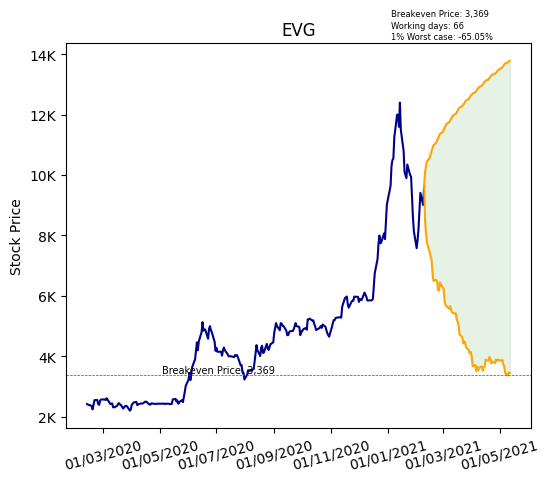 Breakeven Price: 3,369
Working days: 66
1% Worst case: -65.05%
EVG
Stock Price
14K
12K
10K
8K
6K
4K
2K
Breakeven Price: 3,369
01/03/2020
01/05/2020
01/07/2020
01/09/2020
01/11/2020
01/01/2021
01/03/2021
01/05/2021